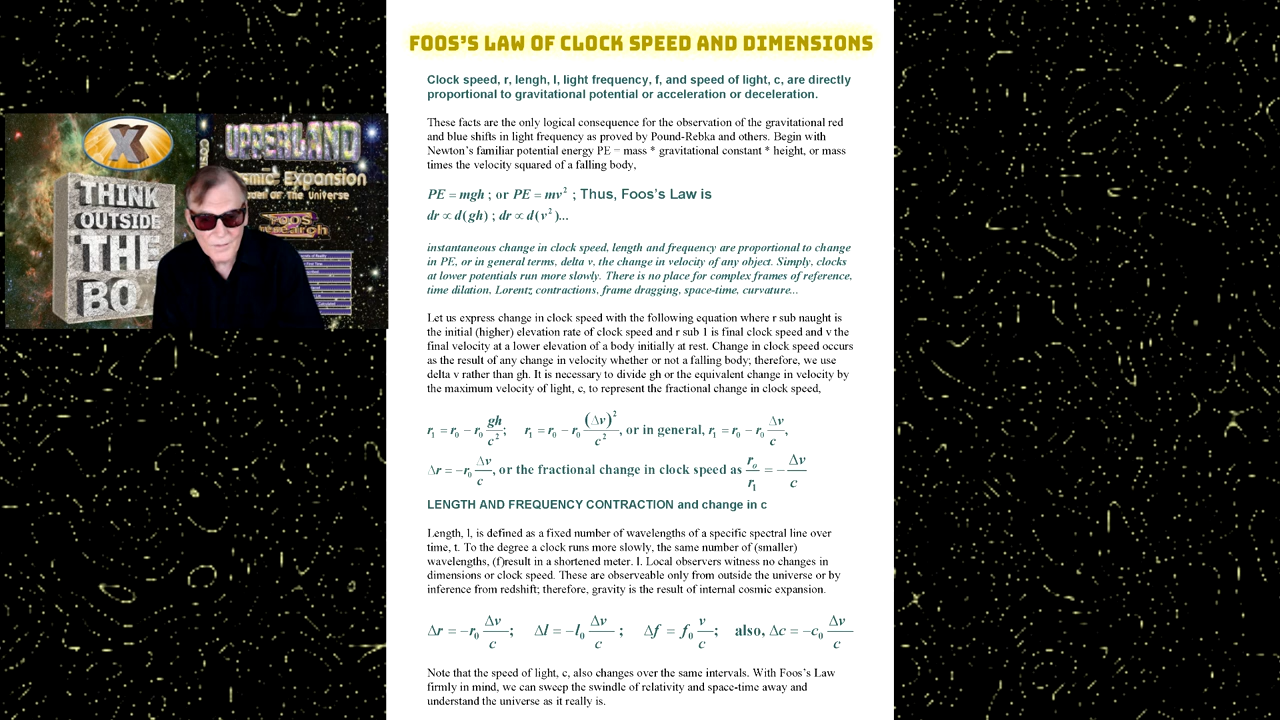 FOOS'S LAW OF CLOCK SPEED AND DIMENSIONS
Clock speed, r, lengh, l, light frequency, f, and speed of light, c, are directly
proportional to gravitational potential or acceleration or deceleration.
These facts are the only logical consequence for the observation of the gravitational red
and blue shifts in light frequency as proved by Pound-Rebka and others. Begin with
Newton's familiar potential energy PE = mass * gravitational constant * height, or mass
times the velocity squared of a falling body,
PE = mgh ; or PE = mv² ; Thus, Foos's Law is
dr ∝ d(gh) ; dr ∝ d(v²)...
instantaneous change in clock speed, length and frequency are proportional to change
in PE, or in general terms, delta v, the change in velocity of any object. Simply, clocks
at lower potentials run more slowly. There is no place for complex frames of reference,
time dilation, Lorentz contractions, frame dragging, space-time, curvature...
Let us express change in clock speed with the following equation where r sub naught is
the initial (higher) elevation rate of clock speed and r sub 1 is final clock speed and v the
final velocity at a lower elevation of a body initially at rest. Change in clock speed occurs
as the result of any change in velocity whether or not a falling body; therefore, we use
delta v rather than gh. It is necessary to divide gh or the equivalent change in velocity by
the maximum velocity of light, c, to represent the fractional change in clock speed,
r₁ = r₀ − r₀ gh/c²; r₁ = r₀ − r₀ (Δv)²/c², or in general, r₁ = r₀ − r₀ Δv/c,
Δr = −r₀ Δv/c, or the fractional change in clock speed as rₒ/r₁ = − Δv/c
LENGTH AND FREQUENCY CONTRACTION and change in c
Length, l, is defined as a fixed number of wavelengths of a specific spectral line over
time, t. To the degree a clock runs more slowly, the same number of (smaller)
wavelengths, (f)result in a shortened meter. I. Local observers witness no changes in
dimensions or clock speed. These are observeable only from outside the universe or by
inference from redshift; therefore, gravity is the result of internal cosmic expansion.
Δr = −r₀ Δv/c; Δl = −l₀ Δv/c ; Δf = f₀ v/c; also, Δc = −c₀ Δv/c
Note that the speed of light, c, also changes over the same intervals. With Foos's Law
firmly in mind, we can sweep the swindle of relativity and space-time away and
understand the universe as it really is.
X
THINK
OUTSIDE
THE
BO
UPPERLAND
smic Expansion
of The Universe
Foos
research